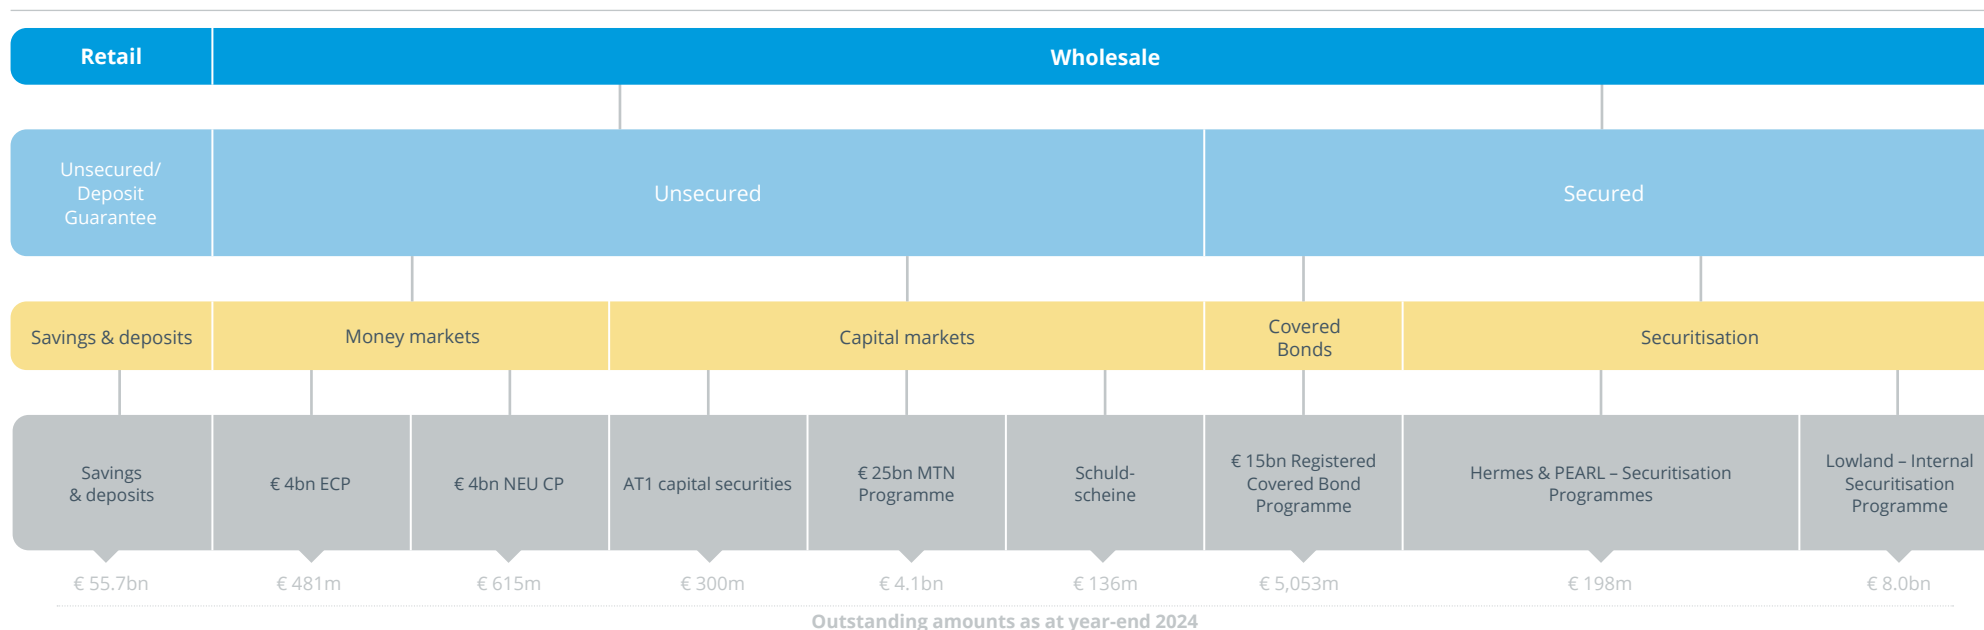 Retail
Wholesale
Unsecured/
Deposit
Guarantee
Unsecured
Secured
Savings & deposits
Money markets
Capital markets
Covered
Bonds
Securitisation
Savings
& deposits
€ 4bn ECP
€ 4bn NEU CP
AT1 capital securities
€ 25bn MTN
Programme
Schuld-
scheine
€ 15bn Registered
Covered Bond
Programme
Hermes & PEARL – Securitisation
Programmes
Lowland – Internal
Securitisation
Programme
€ 55.7bn
€ 481m
€ 615m
€ 300m
€ 4.1bn
€ 136m
€ 5,053m
€ 198m
€ 8.0bn
Outstanding amounts as at year-end 2024